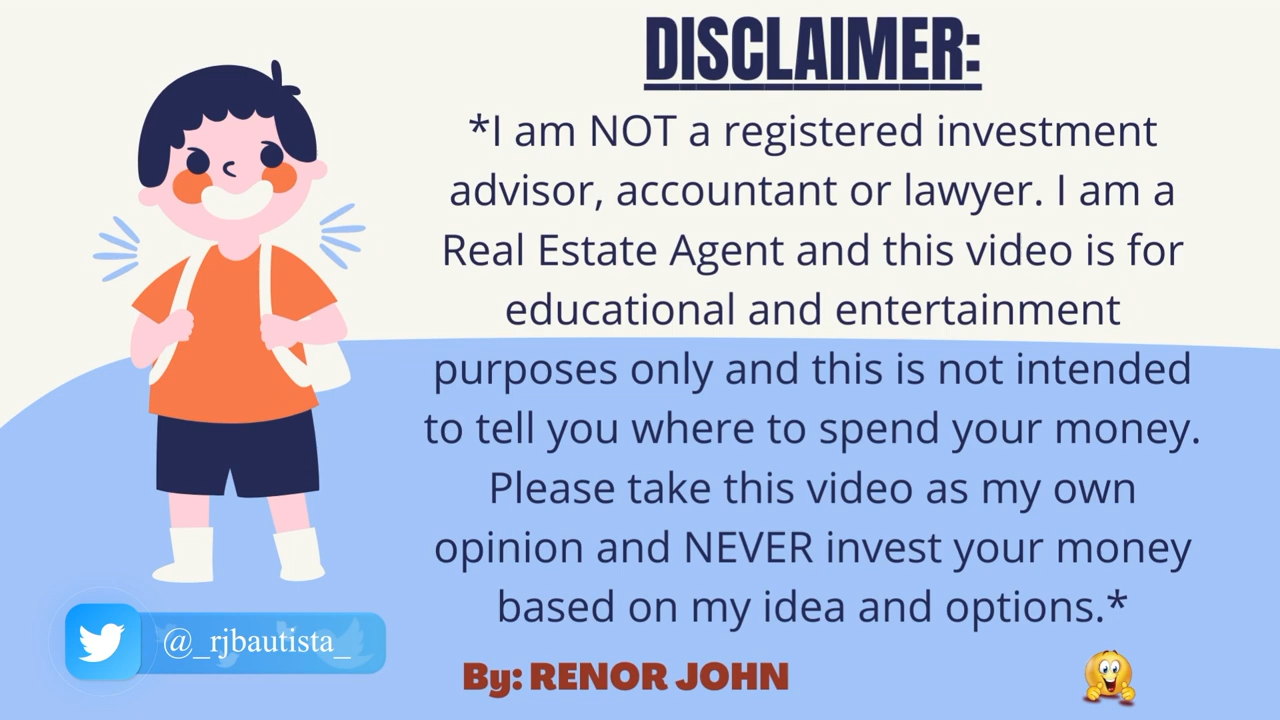 DISCLAIMER:
*I am NOT a registered investment
advisor, accountant or lawyer. I am a
Real Estate Agent and this video is for
educational and entertainment
purposes only and this is not intended
to tell you where to spend your money.
Please take this video as my own
opinion and NEVER invest your money
based on my idea and options.*
@_rjbautista_
By: RENOR JOHN